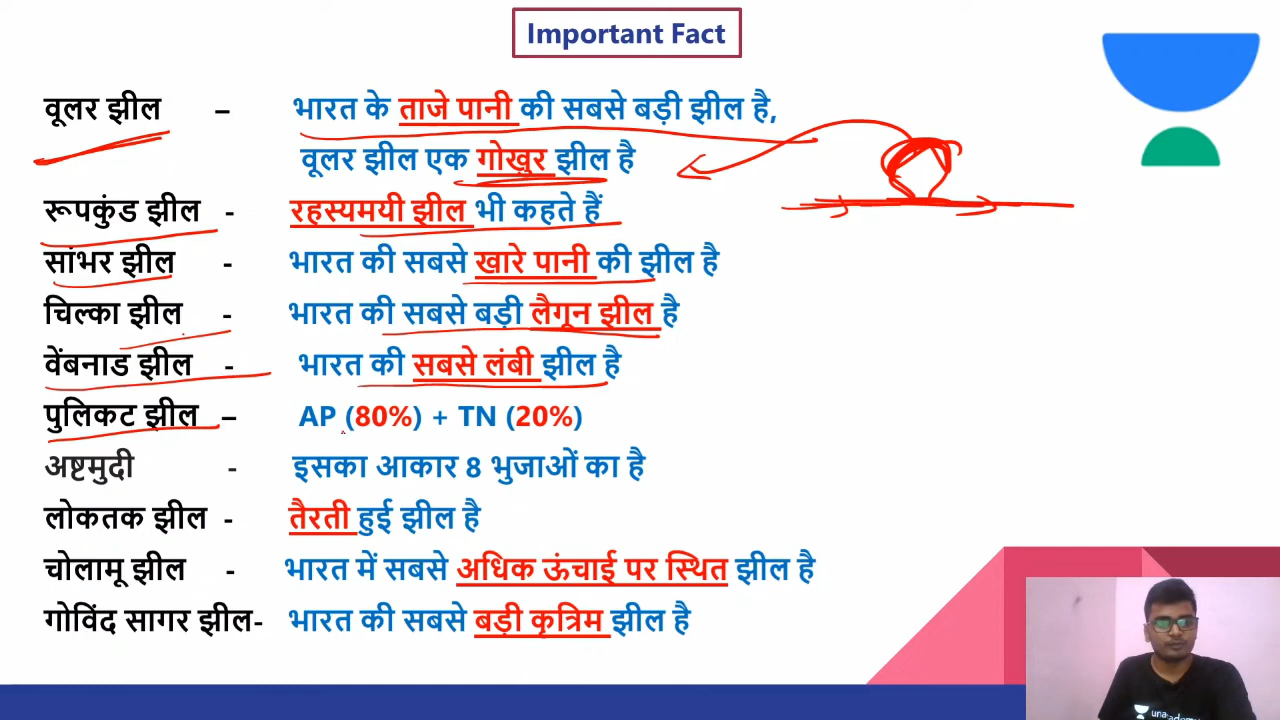 Important Fact
वूलर झील – भारत के ताजे पानी की सबसे बड़ी झील है,
वूलर झील एक गोखुर झील है
रूपकुंड झील - रहस्यमयी झील भी कहते हैं
सांभर झील - भारत की सबसे खारे पानी की झील है
चिल्का झील - भारत की सबसे बड़ी लैगून झील है
वेंबनाड झील - भारत की सबसे लंबी झील है
पुलिकट झील – AP (80%) + TN (20%)
अष्टमुदी - इसका आकार 8 भुजाओं का है
लोकतक झील - तैरती हुई झील है
चोलामू झील - भारत में सबसे अधिक ऊंचाई पर स्थित झील है
गोविंद सागर झील- भारत की सबसे बड़ी कृत्रिम झील है
unacademy